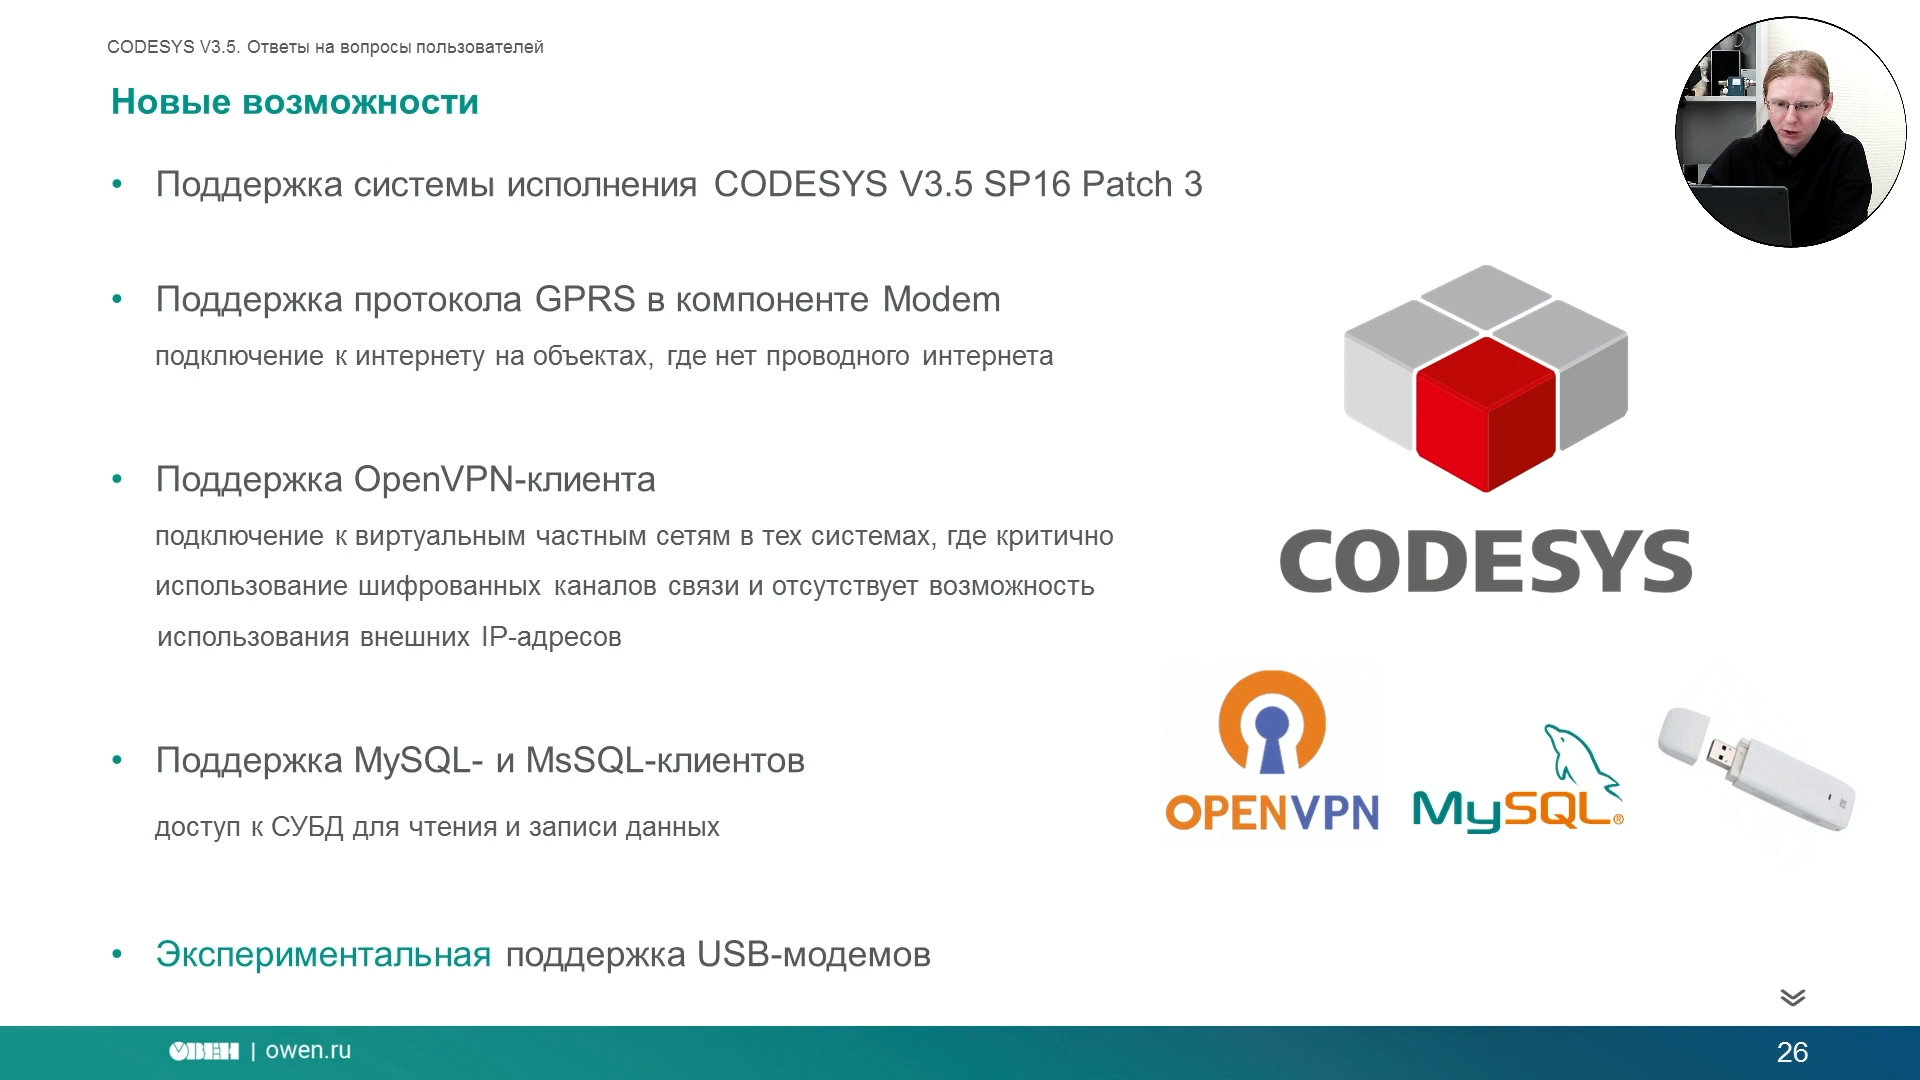 CODESYS V3.5. Ответы на вопросы пользователей
Новые возможности
• Поддержка системы исполнения CODESYS V3.5 SP16 Patch 3
• Поддержка протокола GPRS в компоненте Modem
подключение к интернету на объектах, где нет проводного интернета
• Поддержка OpenVPN-клиента
подключение к виртуальным частным сетям в тех системах, где критично
использование шифрованных каналов связи и отсутствует возможность
использования внешних IP-адресов
• Поддержка MySQL- и MsSQL-клиентов
доступ к СУБД для чтения и записи данных
• Экспериментальная поддержка USB-модемов
CODESYS
OPENVPN
MySQL®
ОВЕН | owen.ru
26